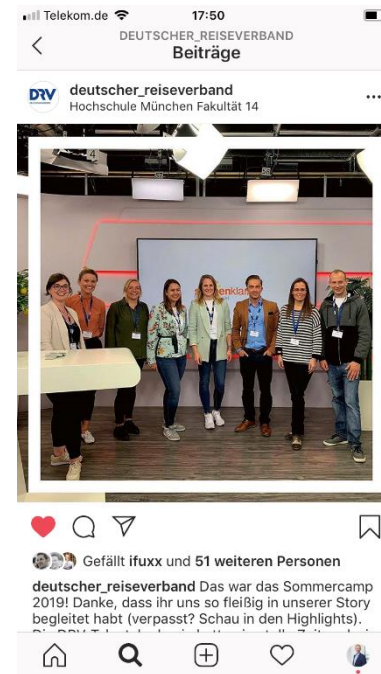 Telekom.de 17:50
DEUTSCHER_REISEVERBAND
Beiträge
DRV
deutscher_reiseverband
Hochschule München Fakultät 14
Gefällt ifuxx und 51 weiteren Personen
deutscher_reiseverband Das war das Sommercamp
2019! Danke, dass ihr uns so fleißig in unserer Story
begleitet habt (verpasst? Schau in den Highlights).